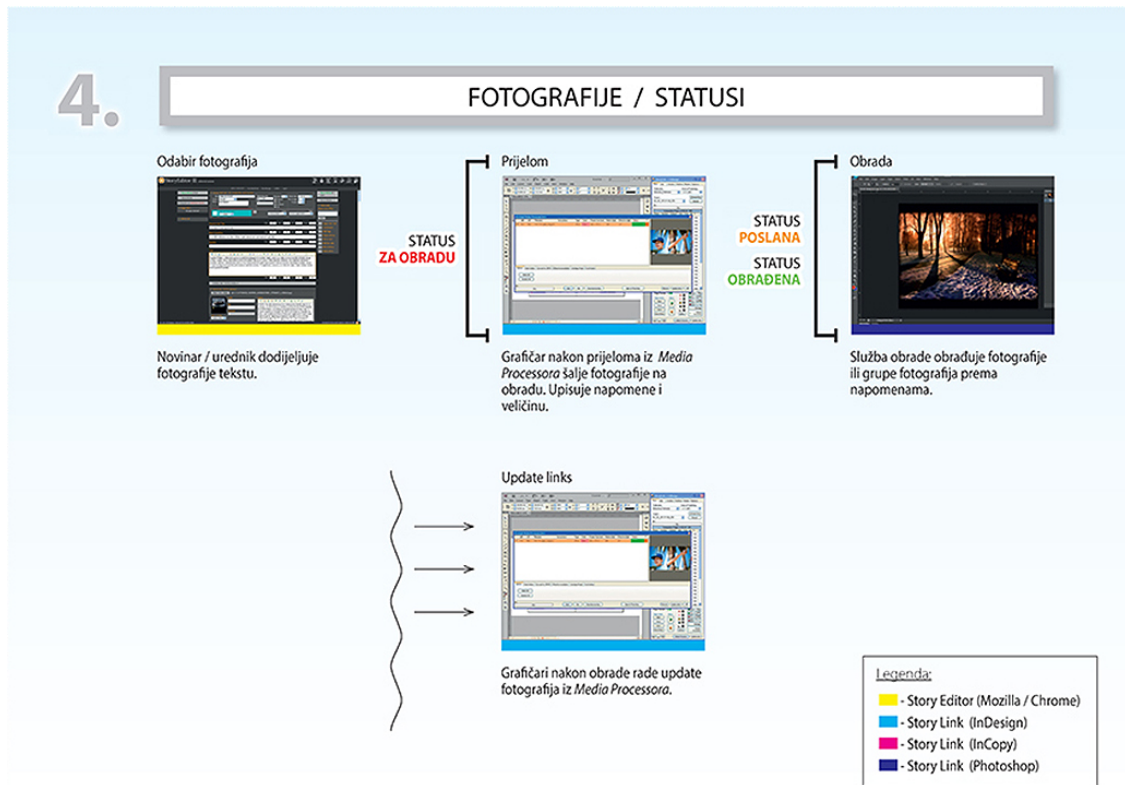 4.
FOTOGRAFIJE / STATUSI
Odabir fotografija
Novinar / urednik dodijeljuje
fotografije tekstu.
STATUS
ZA OBRADU
Prijelom
Grafičar nakon prijeloma iz Media
Processora šalje fotografije na
obradu. Upisuje napomene i
veličinu.
STATUS
POSLANA
STATUS
OBRAĐENA
Obrada
Služba obrade obrađuje fotografije
ili grupe fotografija prema
napomenama.
Update links
Grafičari nakon obrade rade update
fotografija iz Media Processora.
Legenda:
- Story Editor (Mozilla / Chrome)
- Story Link (InDesign)
- Story Link (InCopy)
- Story Link (Photoshop)